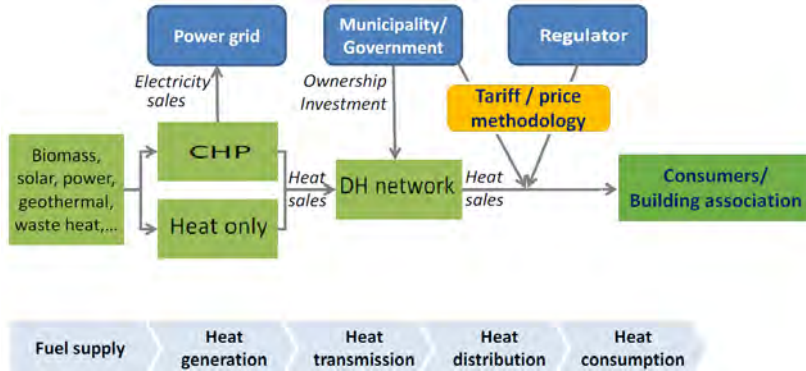 Power grid
Municipality/
Government
Regulator
Electricity
sales
Ownership
Investment
Tariff / price
methodology
Biomass,
solar, power,
geothermal,
waste heat,...
CHP
Heat only
Heat
sales
DH network
Heat
sales
Consumers/
Building association
Fuel supply
Heat
generation
Heat
transmission
Heat
distribution
Heat
consumption